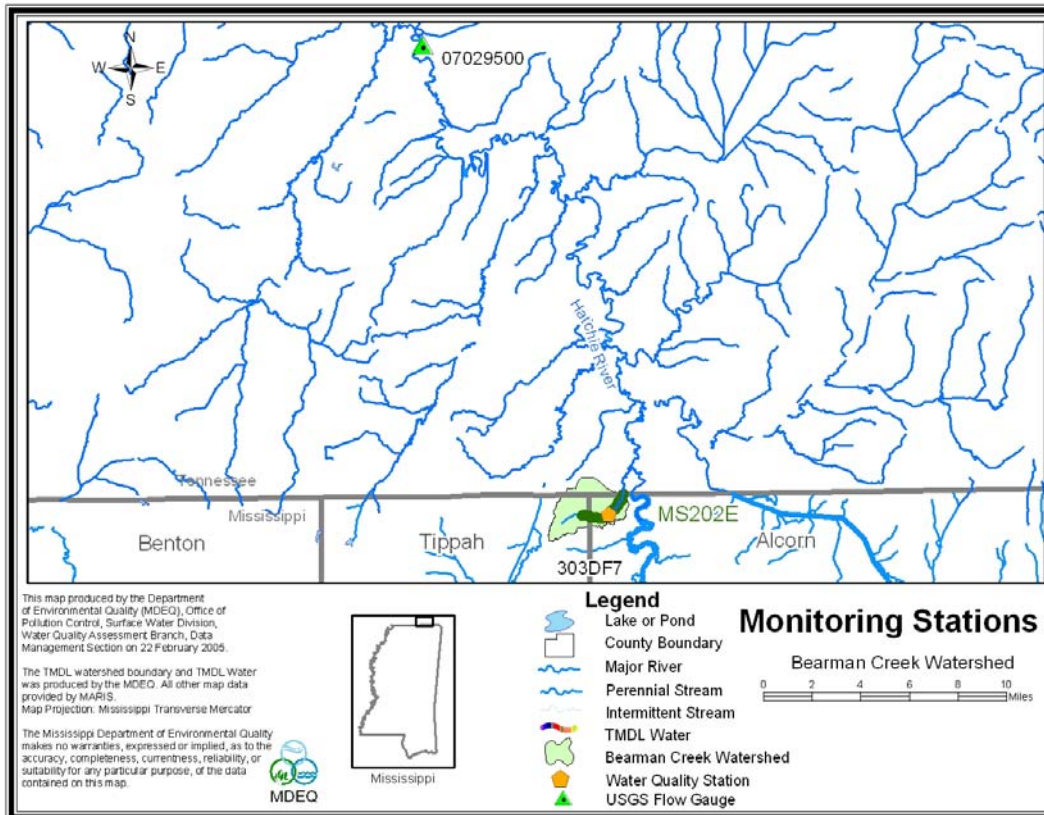 N
W E
S
07029500
Hatchie River
Tennessee
Mississippi
Benton
Tippah
MS202E
Alcorn
303DF7
This map produced by the Department
of Environmental Quality (MDEQ), Office of
Pollution Control, Surface Water Division,
Water Quality Assessment Branch, Data
Management Section on 22 February 2005.
The TMDL watershed boundary and TMDL Water
was produced by the MDEQ. All other map data
provided by MARIS.
Map Projection: Mississippi Transverse Mercator
The Mississippi Department of Environmental Quality
makes no warranties, expressed or implied, as to the
accuracy, completeness, currentness, reliability, or
suitability for any particular purpose, of the data
contained on this map.
MDEQ
Mississippi
Legend
Lake or Pond
County Boundary
Major River
Perennial Stream
Intermittent Stream
TMDL Water
Bearman Creek Watershed
Water Quality Station
USGS Flow Gauge
Monitoring Stations
Bearman Creek Watershed
0 2 4 6 8 10
Miles